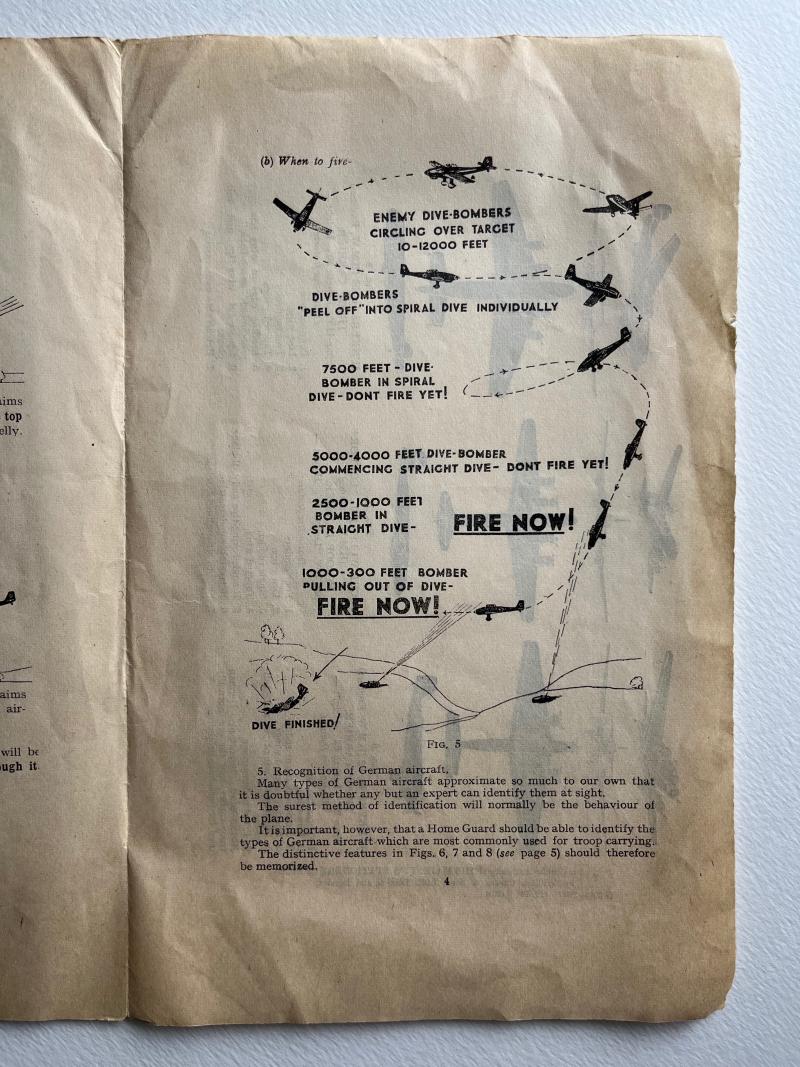 (b) When to fire-
ENEMY DIVE-BOMBERS
CIRCLING OVER TARGET
10-12000 FEET
DIVE-BOMBERS
"PEEL OFF" INTO SPIRAL DIVE INDIVIDUALLY
7500 FEET - DIVE-
BOMBER IN SPIRAL
DIVE-DONT FIRE YET!
5000-4000 FEET DIVE-BOMBER
COMMENCING STRAIGHT DIVE- DONT FIRE YET!
2500-1000 FEET
BOMBER IN
STRAIGHT DIVE-
FIRE NOW!
1000-300 FEET BOMBER
PULLING OUT OF DIVE-
FIRE NOW!
DIVE FINISHED!
FIG. 5
5. Recognition of German aircraft.
Many types of German aircraft approximate so much to our own that
it is doubtful whether any but an expert can identify them at sight.
The surest method of identification will normally be the behaviour of
the plane.
It is important, however, that a Home Guard should be able to identify the
types of German aircraft which are most commonly used for troop carrying.
The distinctive features in Figs. 6, 7 and 8 (see page 5) should therefore
be memorized.
4
aims
top
elly.
aims
air-
will be
ough it